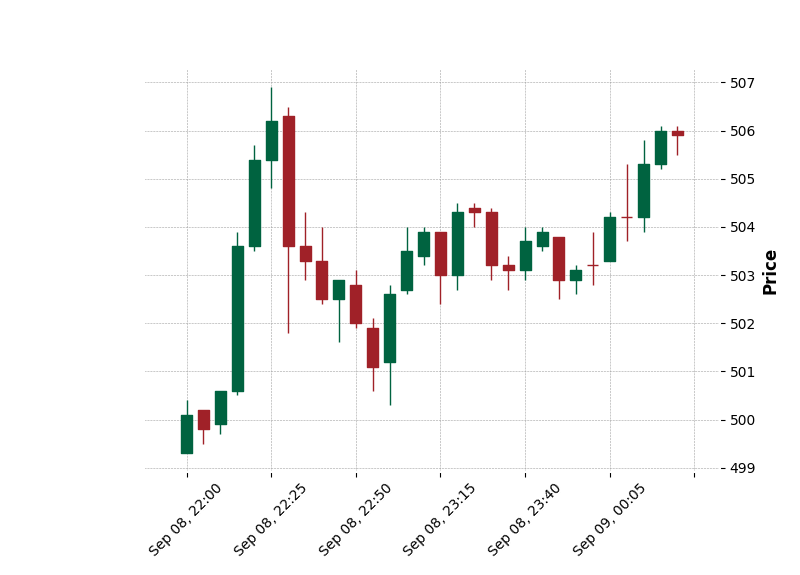 507
506
505
504
503
502
501
500
499
Price
Sep 08, 22:00
Sep 08, 22:25
Sep 08, 22:50
Sep 08, 23:15
Sep 08, 23:40
Sep 09, 00:05